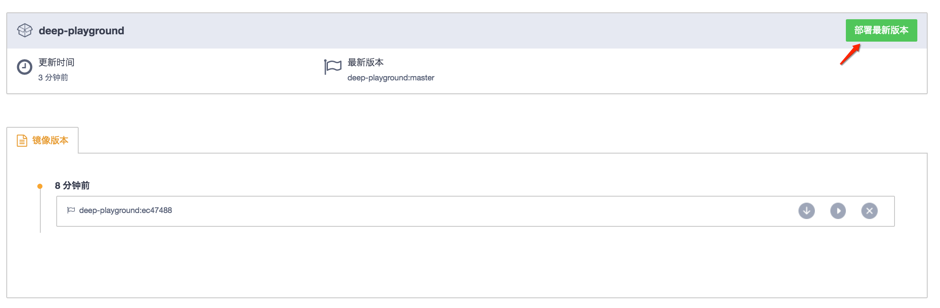 deep-playground
部署最新版本
更新时间
3 分钟前
最新版本
deep-playground:master
镜像版本
8 分钟前
deep-playground:ec47488